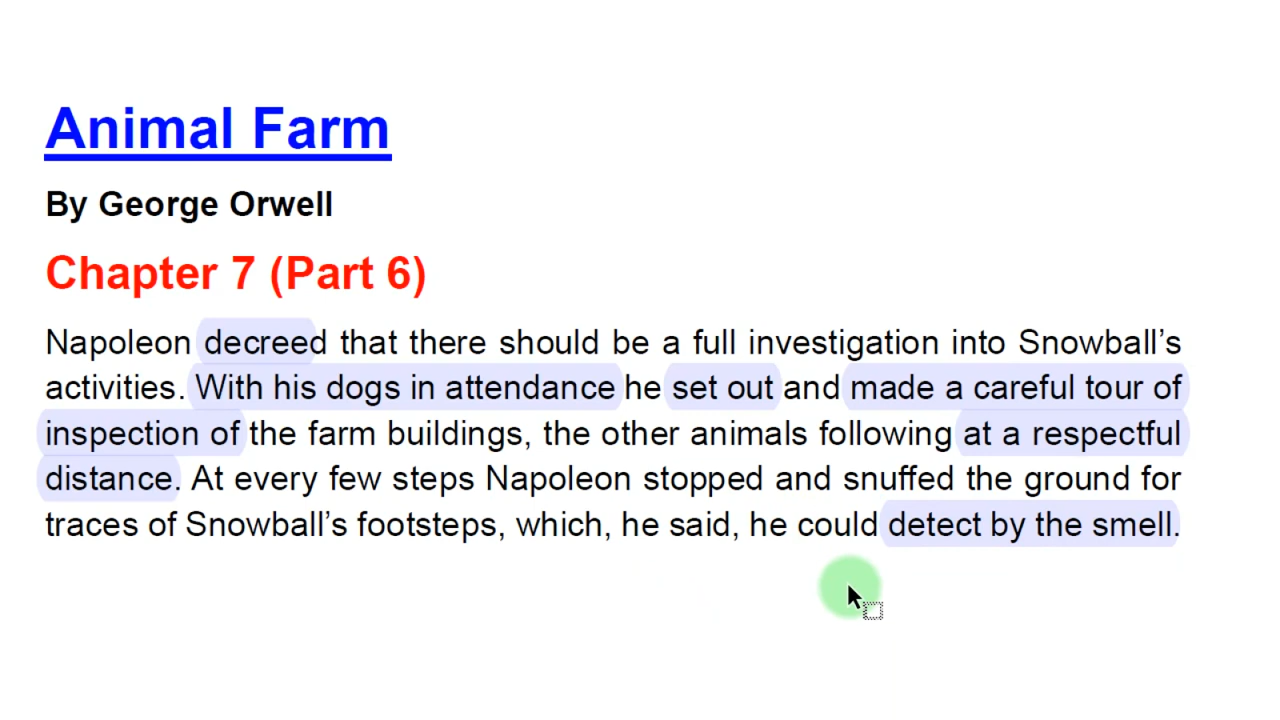 Animal Farm
By George Orwell
Chapter 7 (Part 6)
Napoleon decreed that there should be a full investigation into Snowball’s
activities. With his dogs in attendance he set out and made a careful tour of
inspection of the farm buildings, the other animals following at a respectful
distance. At every few steps Napoleon stopped and snuffed the ground for
traces of Snowball’s footsteps, which, he said, he could detect by the smell.